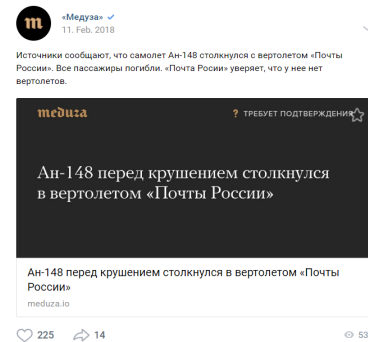 m
«Медуза»
11. Feb. 2018
Источники сообщают, что самолет Ан-148 столкнулся с вертолетом «Почты
России». Все пассажиры погибли. «Почта Росии» уверяет, что у нее нет
вертолетов.
meduza
? ТРЕБУЕТ ПОДТВЕРЖДЕНИЯ
Ан-148 перед крушением столкнулся
в вертолетом «Почты России»
Ан-148 перед крушением столкнулся в вертолетом «Почты
России»
meduza.io
225
14
53